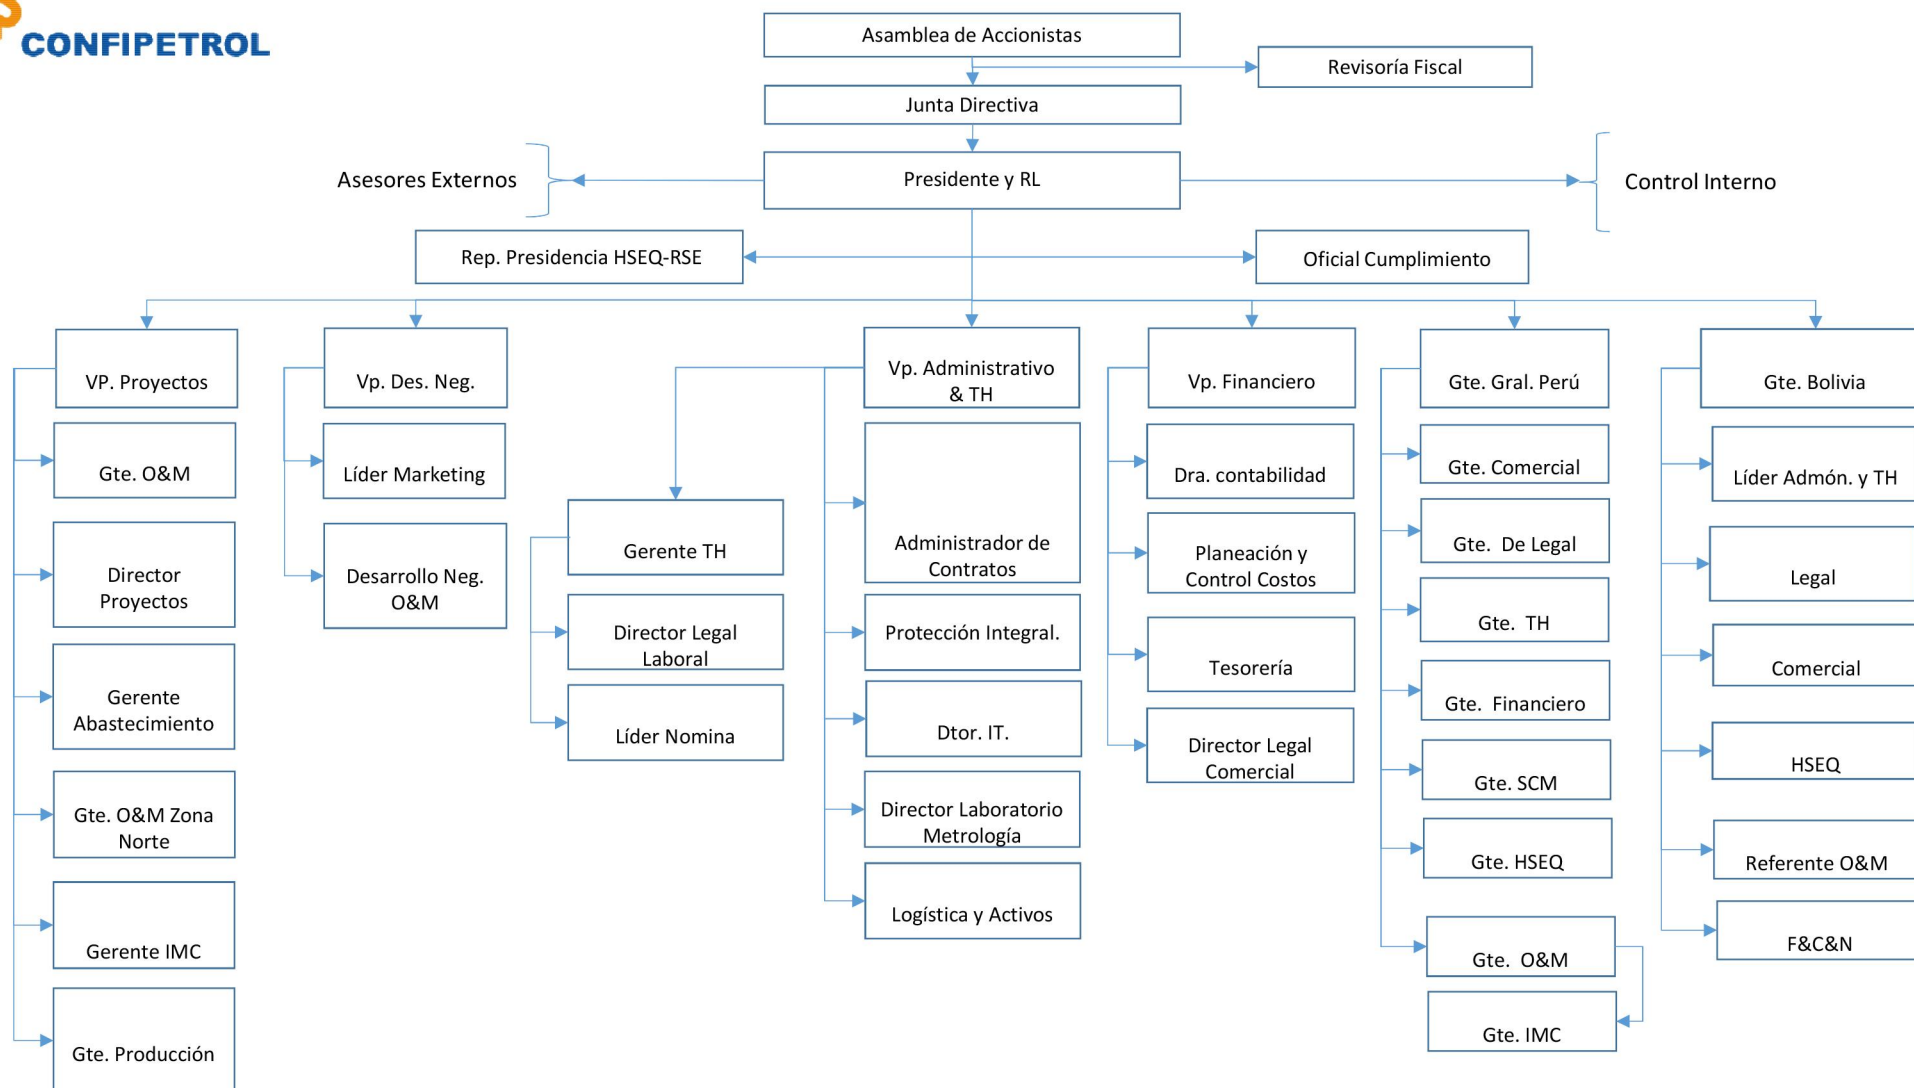 CONFIPETROL
Asamblea de Accionistas
Revisoría Fiscal
Junta Directiva
Asesores Externos
Presidente y RL
Control Interno
Rep. Presidencia HSEQ-RSE
Oficial Cumplimiento
VP. Proyectos
Gte. O&M
Director
Proyectos
Gerente
Abastecimiento
Gte. O&M Zona
Norte
Gerente IMC
Gte. Producción
Vp. Des. Neg.
Líder Marketing
Desarrollo Neg.
O&M
Vp. Administrativo
& TH
Gerente TH
Director Legal
Laboral
Líder Nomina
Administrador de
Contratos
Protección Integral.
Dtor. IT.
Director Laboratorio
Metrología
Logística y Activos
Vp. Financiero
Dra. contabilidad
Planeación y
Control Costos
Tesorería
Director Legal
Comercial
Gte. Gral. Perú
Gte. Comercial
Gte.  De Legal
Gte.  TH
Gte.  Financiero
Gte. SCM
Gte. HSEQ
Gte.  O&M
Gte. IMC
Gte. Bolivia
Líder Admón. y TH
Legal
Comercial
HSEQ
Referente O&M
F&C&N